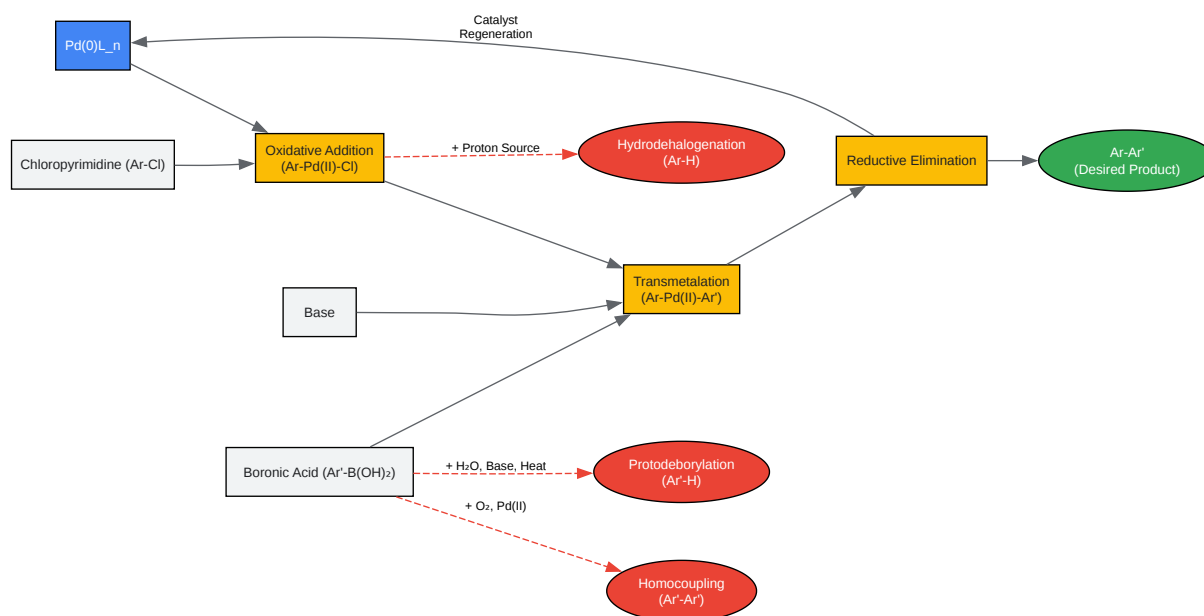 Catalyst
Regeneration
Pd(0)L_n
Chloropyrimidine (Ar-Cl)
Oxidative Addition
(Ar-Pd(II)-Cl)
+ Proton Source
Hydrodehalogenation
(Ar-H)
Reductive Elimination
Ar-Ar'
(Desired Product)
Transmetalation
(Ar-Pd(II)-Ar')
Base
Boronic Acid (Ar'-B(OH)₂)
+ H₂O, Base, Heat
Protodeborylation
(Ar'-H)
+ O₂, Pd(II)
Homocoupling
(Ar'-Ar')